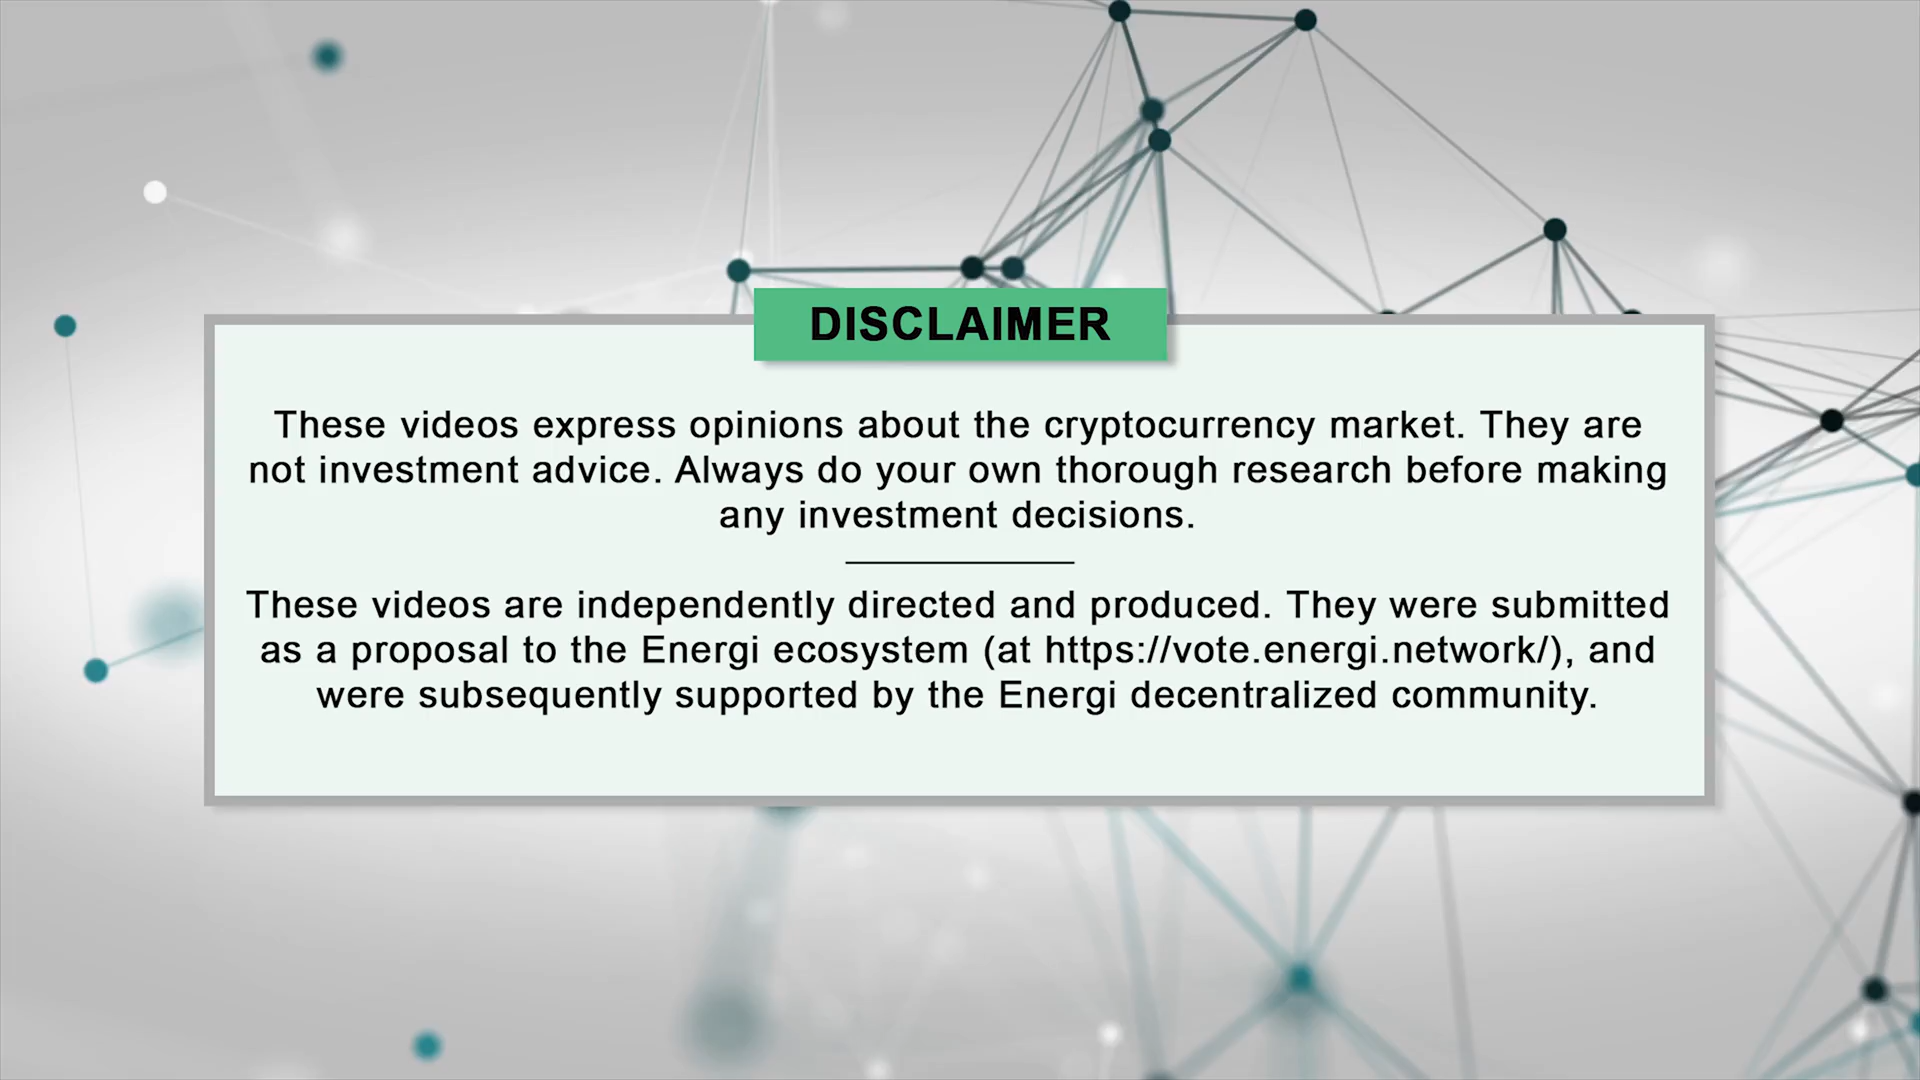 DISCLAIMER
These videos express opinions about the cryptocurrency market. They are
not investment advice. Always do your own thorough research before making
any investment decisions.
These videos are independently directed and produced. They were submitted
as a proposal to the Energi ecosystem (at https://vote.energi.network/), and
were subsequently supported by the Energi decentralized community.